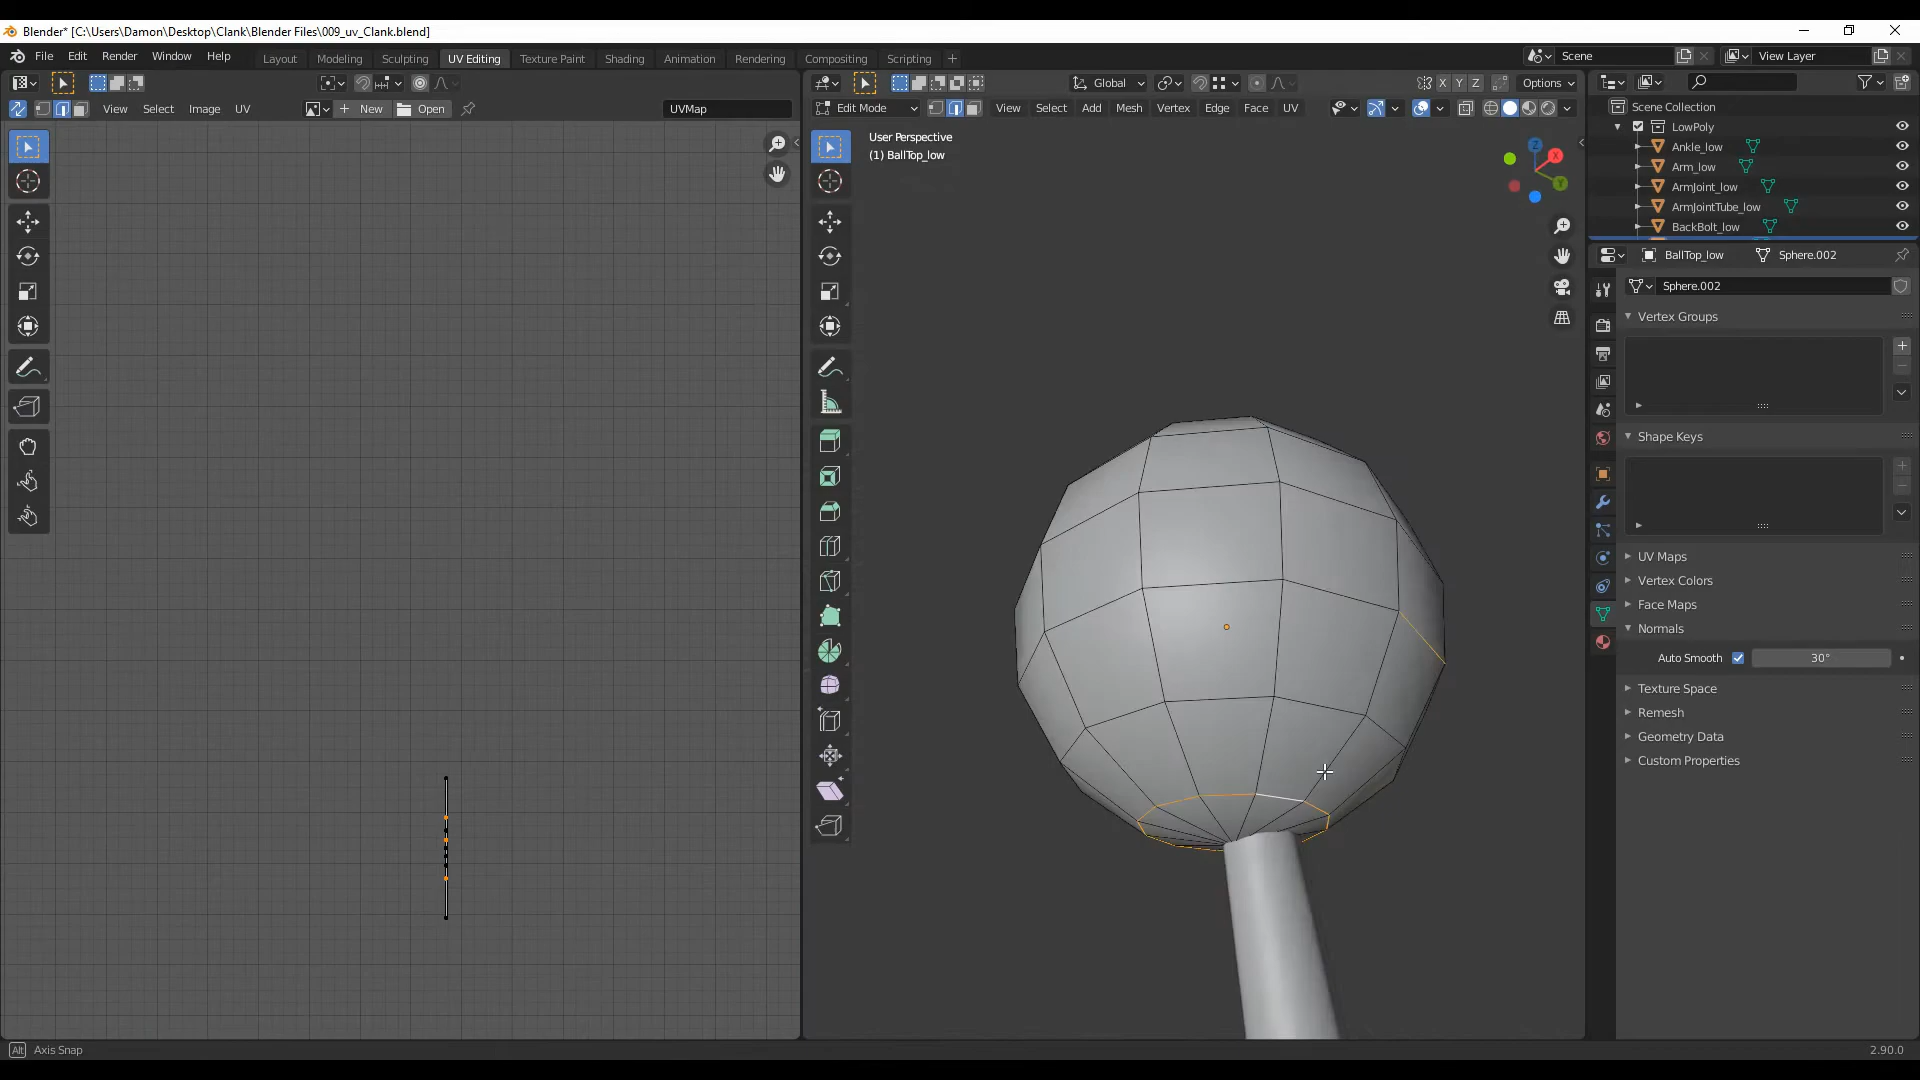 Blender* [C:\Users\Damon\Desktop\Clank\Blender Files\009_uv_Clank.blend]
File Edit Render Window Help Layout Modeling Sculpting UV Editing Texture Paint Shading Animation Rendering Compositing Scripting + Scene View Layer
Global X Y Z Options
View Select Image UV New Open UVMap
Edit Mode View Select Add Mesh Vertex Edge Face UV
Scene Collection
LowPoly
Ankle_low
Arm_low
ArmJoint_low
ArmJointTube_low
BackBolt_low
User Perspective
(1) BallTop_low
Z X Y
BallTop_low Sphere.002
Sphere.002
Vertex Groups
Shape Keys
UV Maps
Vertex Colors
Face Maps
Normals
Auto Smooth 30°
Texture Space
Remesh
Geometry Data
Custom Properties
Alt Axis Snap
2.90.0